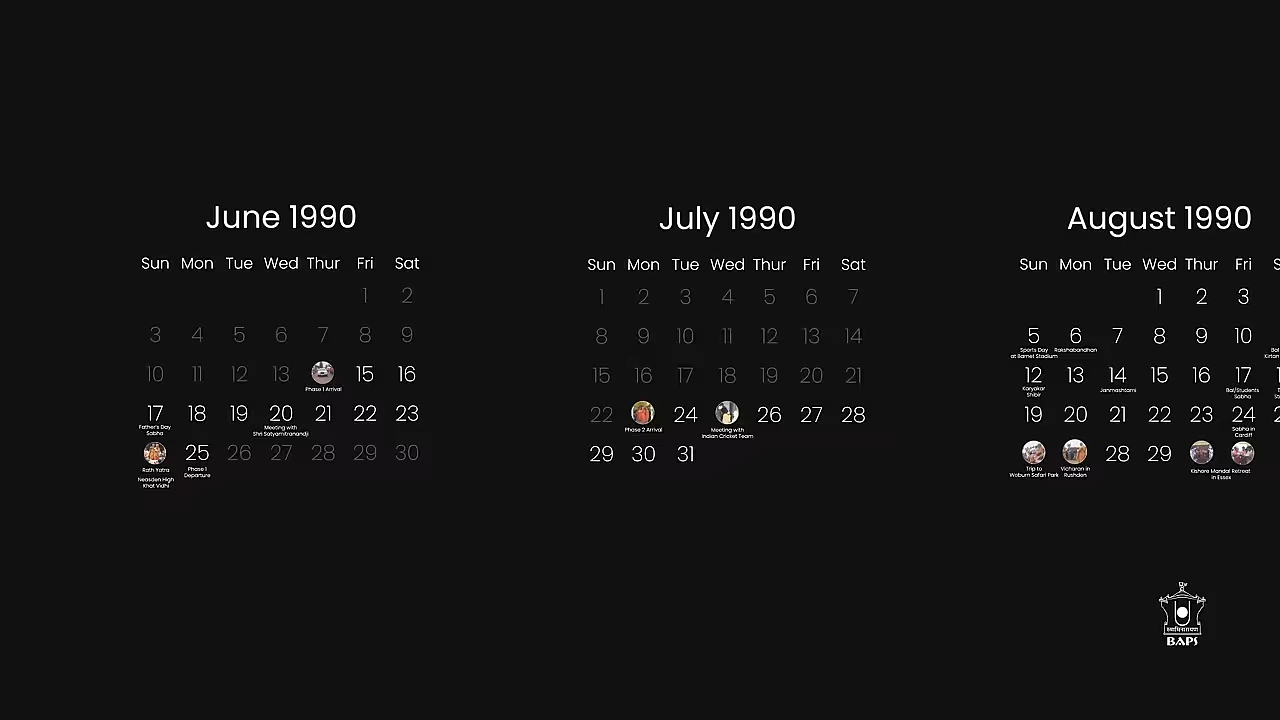 June 1990
Sun Mon Tue Wed Thur Fri Sat
1 2
3 4 5 6 7 8 9
10 11 12 13 15 16
Phase 1 Arrival
17 18 19 20 21 22 23
Father's Day Sabha
Meeting with Shri Satyamitranandji
25 26 27 28 29 30
Rath Yatra
Neasden High Khat Vidhi
Phase 1 Departure
July 1990
Sun Mon Tue Wed Thur Fri Sat
1 2 3 4 5 6 7
8 9 10 11 12 13 14
15 16 17 18 19 20 21
22 24 26 27 28
Phase 2 Arrival
Meeting with Indian Cricket Team
29 30 31
August 1990
Sun Mon Tue Wed Thur Fri
1 2 3
5 6 7 8 9 10
Sports Day at Barnet Stadium
Rakshabandhan
12 13 14 15 16 17
Karyakar Shibir
Janmashtami
Bal/Students Sabha
19 20 21 22 23 24
Sabha in Cardiff
28 29
Trip to Woburn Safari Park
Vicharan in Rushden
Kishore Mandal Retreat in Essex
BAPS